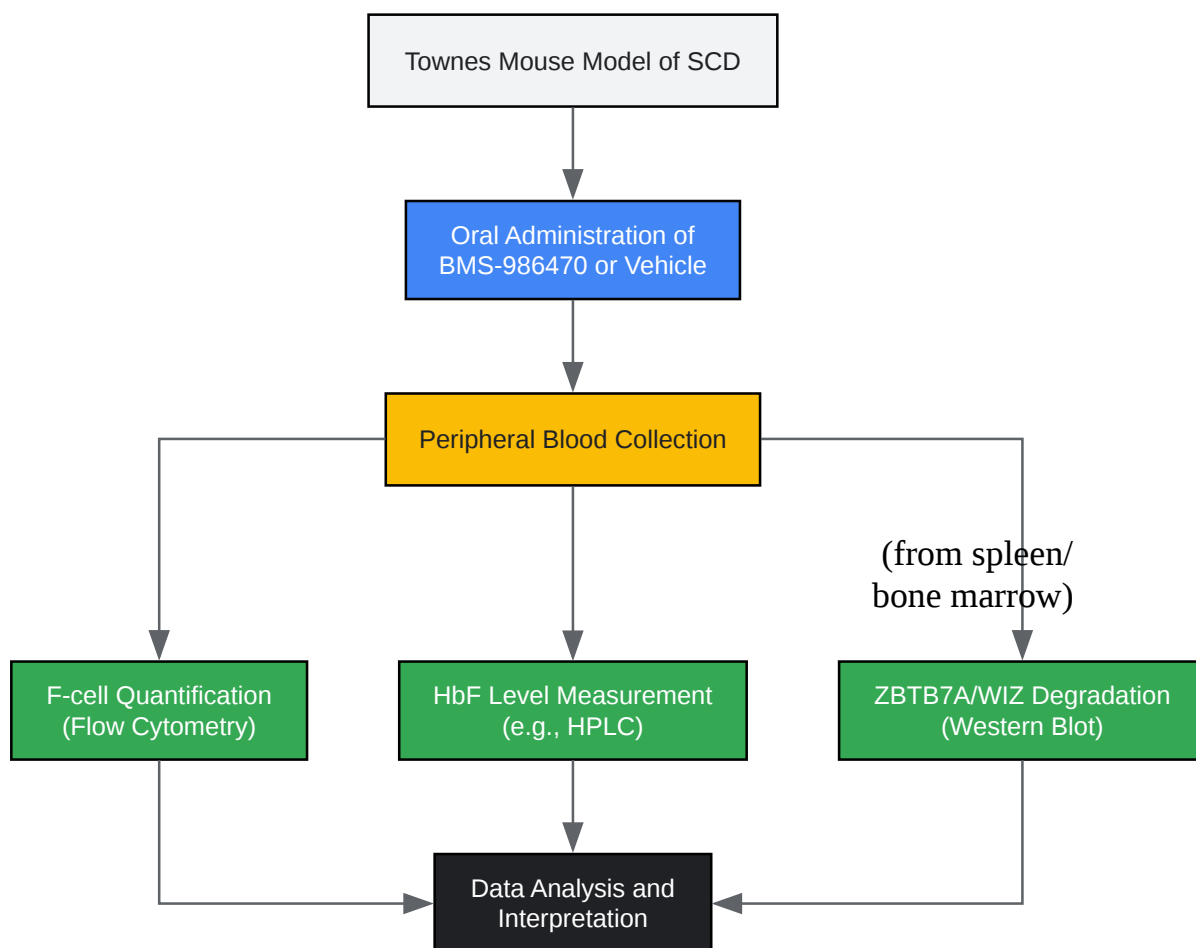 Townes Mouse Model of SCD
Oral Administration of
BMS-986470 or Vehicle
Peripheral Blood Collection
(from spleen/
bone marrow)
F-cell Quantification
(Flow Cytometry)
HbF Level Measurement
(e.g., HPLC)
ZBTB7A/WIZ Degradation
(Western Blot)
Data Analysis and
Interpretation